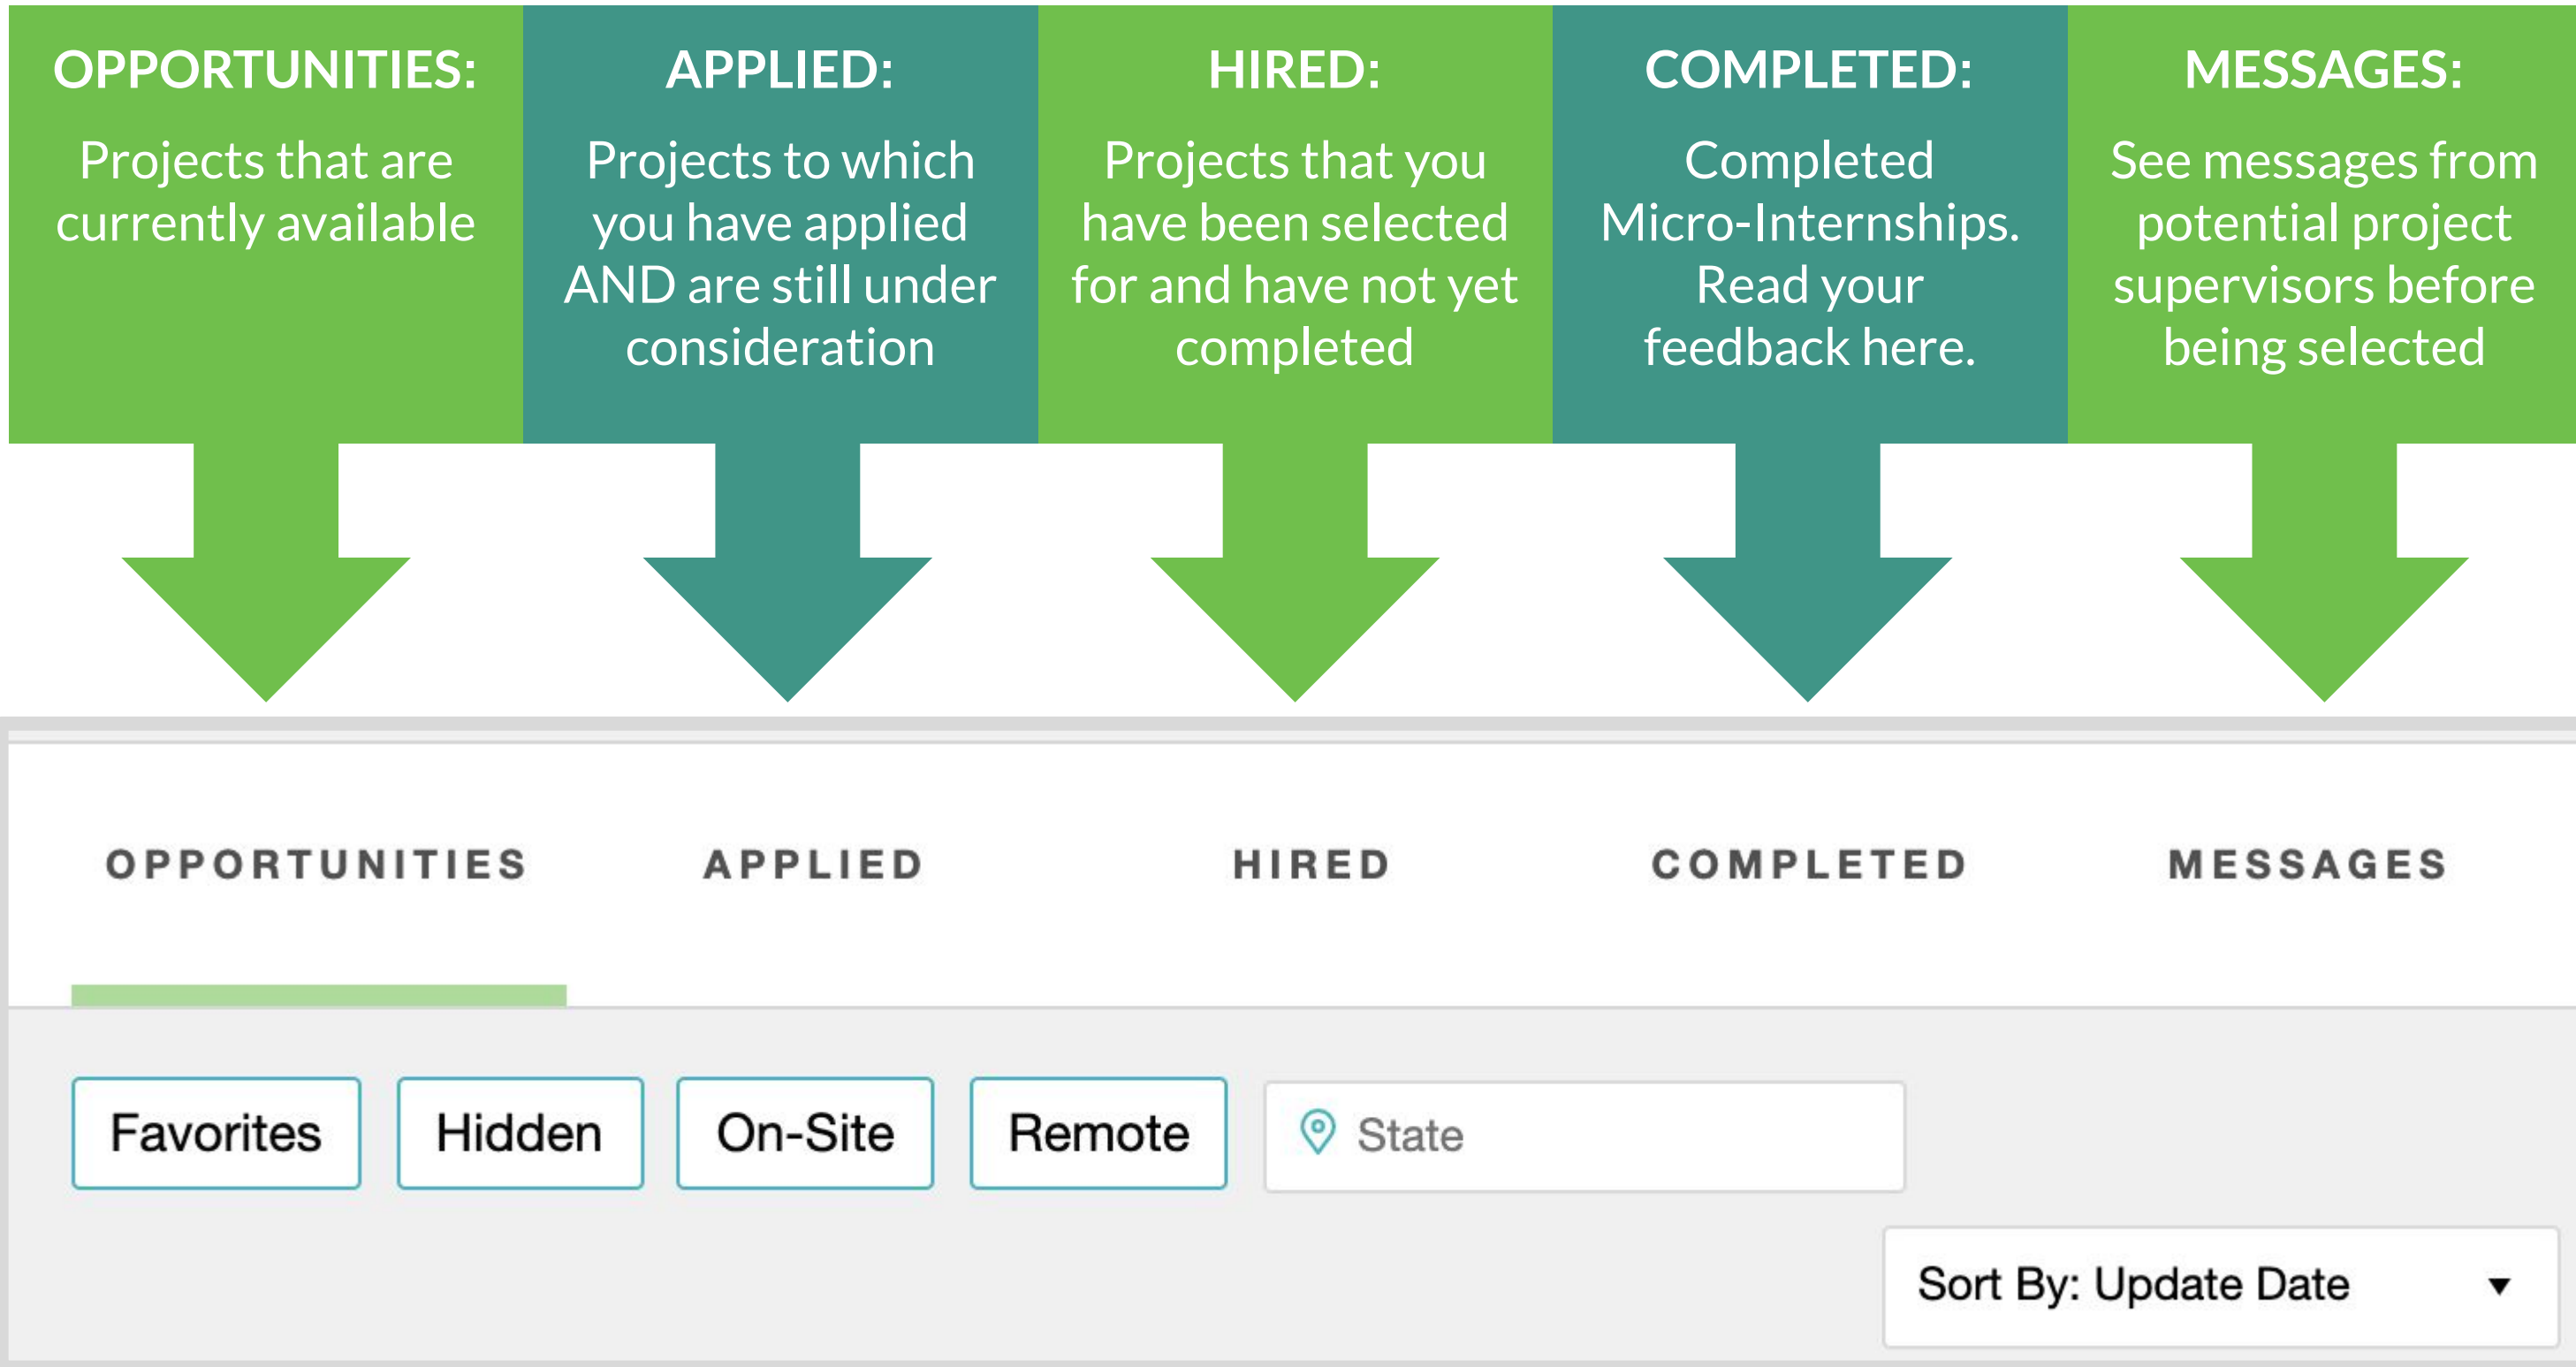 OPPORTUNITIES:
Projects that are
currently available
APPLIED:
Projects to which
you have applied
AND are still under
consideration
HIRED:
Projects that you
have been selected
for and have not yet
completed
COMPLETED:
Completed
Micro-Internships.
Read your
feedback here.
MESSAGES:
See messages from
potential project
supervisors before
being selected
OPPORTUNITIES
APPLIED
HIRED
COMPLETED
MESSAGES
Favorites
Hidden
On-Site
Remote
State
Sort By: Update Date